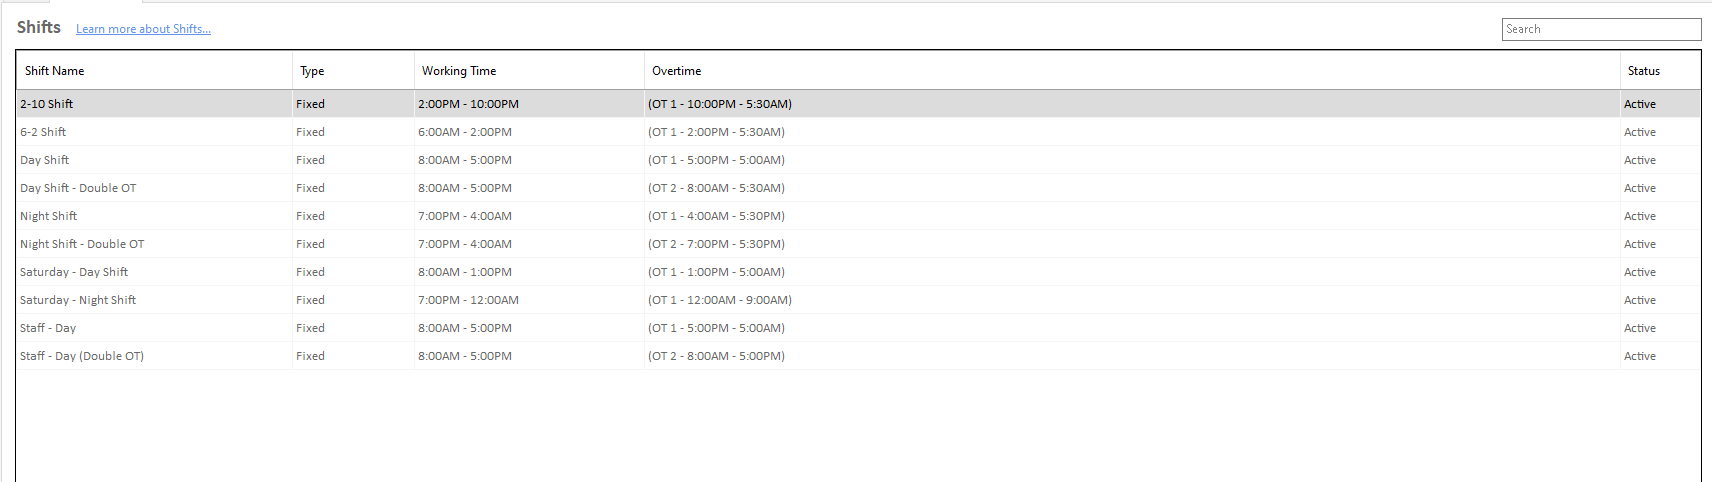 Shifts Learn more about Shifts... Search
Shift Name Type Working Time Overtime Status
2-10 Shift Fixed 2:00PM - 10:00PM (OT 1 - 10:00PM - 5:30AM) Active
6-2 Shift Fixed 6:00AM - 2:00PM (OT 1 - 2:00PM - 5:30AM) Active
Day Shift Fixed 8:00AM - 5:00PM (OT 1 - 5:00PM - 5:00AM) Active
Day Shift - Double OT Fixed 8:00AM - 5:00PM (OT 2 - 8:00AM - 5:30AM) Active
Night Shift Fixed 7:00PM - 4:00AM (OT 1 - 4:00AM - 5:30PM) Active
Night Shift - Double OT Fixed 7:00PM - 4:00AM (OT 2 - 7:00PM - 5:30PM) Active
Saturday - Day Shift Fixed 8:00AM - 1:00PM (OT 1 - 1:00PM - 5:00AM) Active
Saturday - Night Shift Fixed 7:00PM - 12:00AM (OT 1 - 12:00AM - 9:00AM) Active
Staff - Day Fixed 8:00AM - 5:00PM (OT 1 - 5:00PM - 5:00AM) Active
Staff - Day (Double OT) Fixed 8:00AM - 5:00PM (OT 2 - 8:00AM - 5:00PM) Active